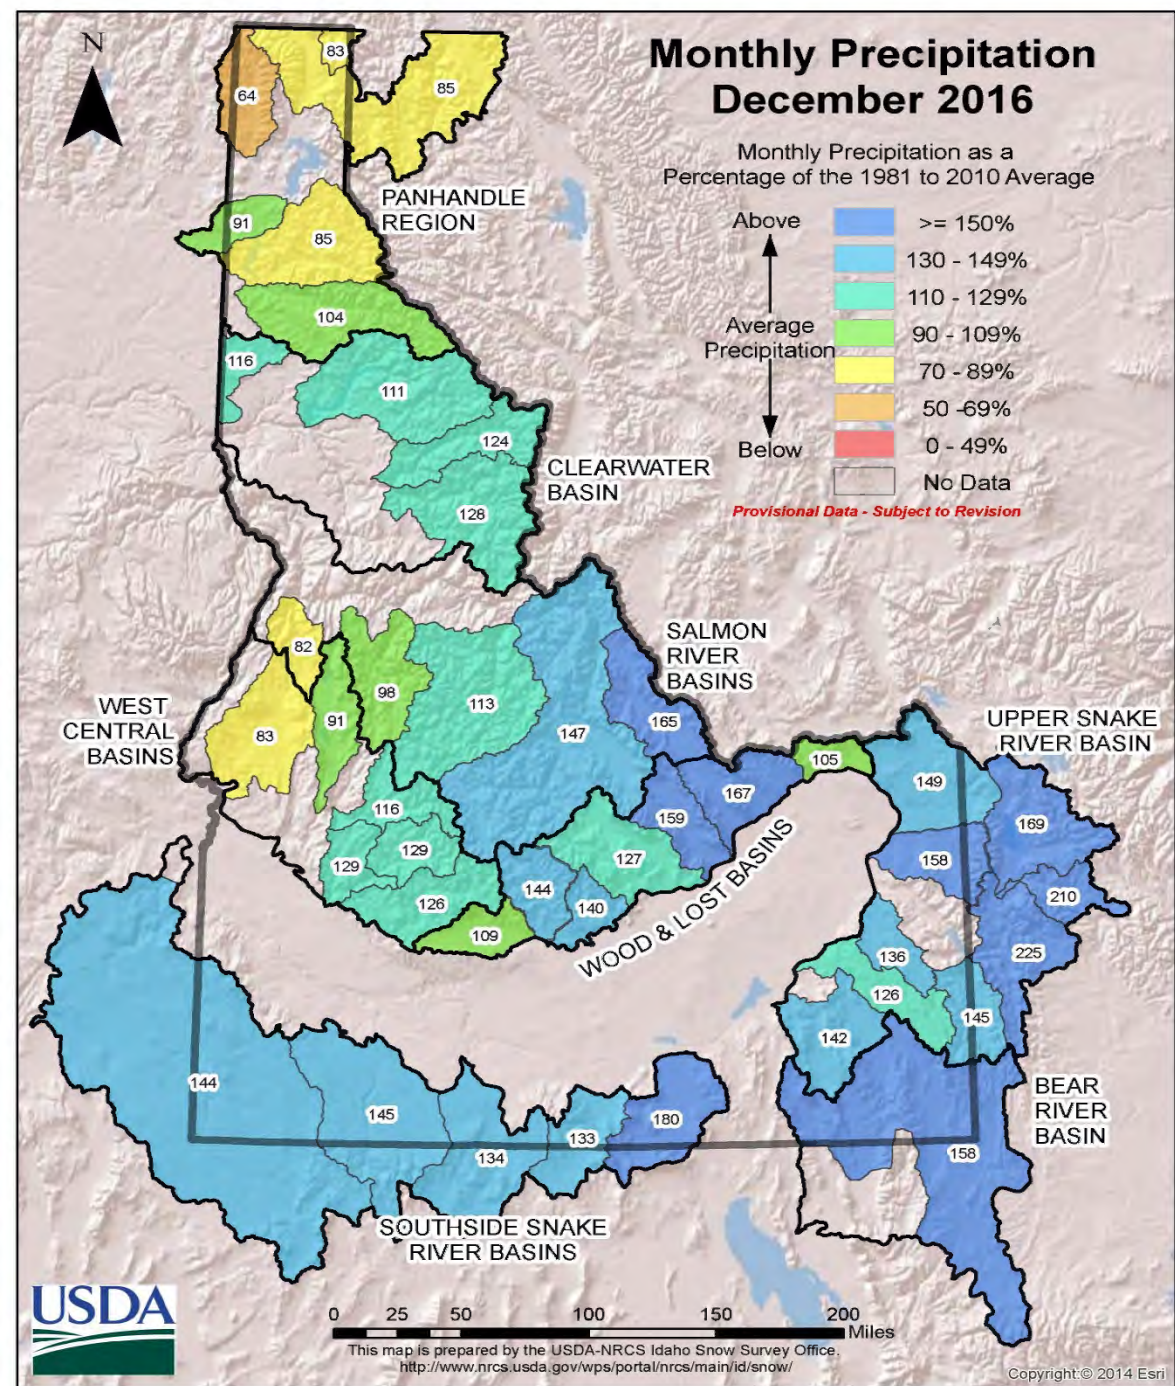 N
Monthly Precipitation
December 2016
Monthly Precipitation as a
Percentage of the 1981 to 2010 Average
Above
Average
Precipitation
Below
>= 150%
130 - 149%
110 - 129%
90 - 109%
70 - 89%
50 -69%
0 - 49%
No Data
Provisional Data - Subject to Revision
83
64
85
PANHANDLE
REGION
91
85
104
116
111
124
CLEARWATER
BASIN
128
SALMON
RIVER
BASINS
82
98
113
91
83
147
165
WEST
CENTRAL
BASINS
UPPER SNAKE
RIVER BASIN
105
149
167
159
169
116
129
129
127
158
126
144
140
109
WOOD & LOST BASINS
210
225
136
126
145
142
144
145
134
133
180
BEAR
RIVER
BASIN
158
SOUTHSIDE SNAKE
RIVER BASINS
USDA
0 25 50 100 150 200
Miles
This map is prepared by the USDA-NRCS Idaho Snow Survey Office.
http://www.nrcs.usda.gov/wps/portal/nrcs/main/id/snow/
Copyright:© 2014 Esri